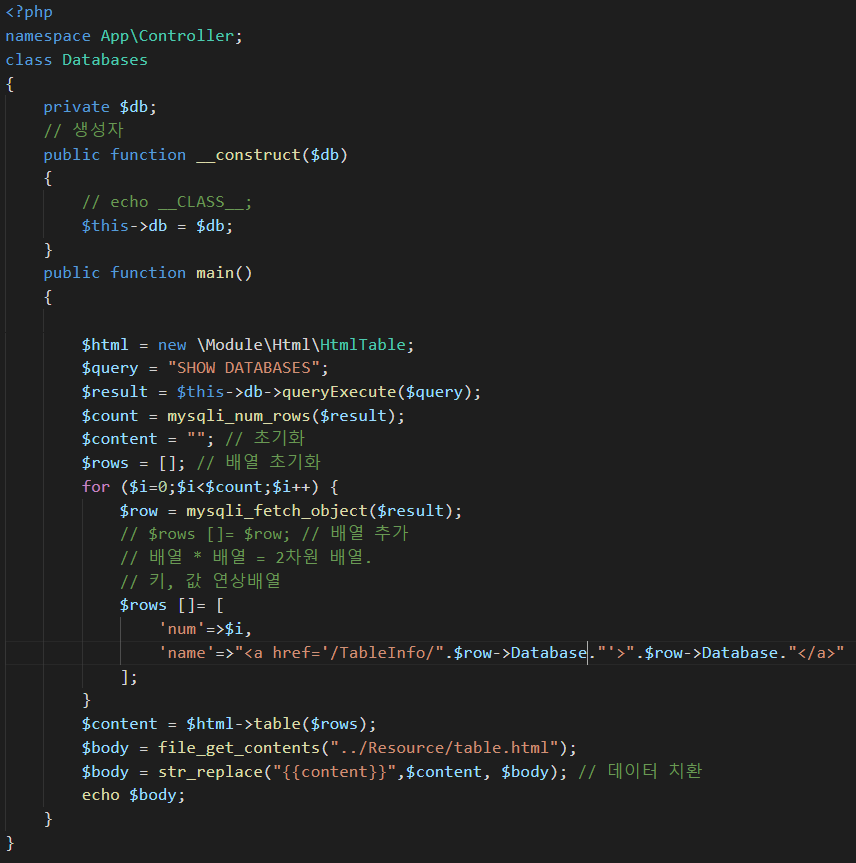 <?php
namespace App\Controller;
class Databases
{
    private $db;
    // 생성자
    public function __construct($db)
    {
        // echo __CLASS__;
        $this->db = $db;
    }
    public function main()
    {

        $html = new \Module\Html\HtmlTable;
        $query = "SHOW DATABASES";
        $result = $this->db->queryExecute($query);
        $count = mysqli_num_rows($result);
        $content = ""; // 초기화
        $rows = []; // 배열 초기화
        for ($i=0;$i<$count;$i++) {
            $row = mysqli_fetch_object($result);
            // $rows []= $row; // 배열 추가
            // 배열 * 배열 = 2차원 배열.
            // 키, 값 연상배열
            $rows []= [
                'num'=>$i,
                'name'=>"<a href='/TableInfo/".$row->Database."'>".$row->Database."</a>"
            ];
        }
        $content = $html->table($rows);
        $body = file_get_contents("../Resource/table.html");
        $body = str_replace("{{content}}",$content, $body); // 데이터 치환
        echo $body;
    }
}